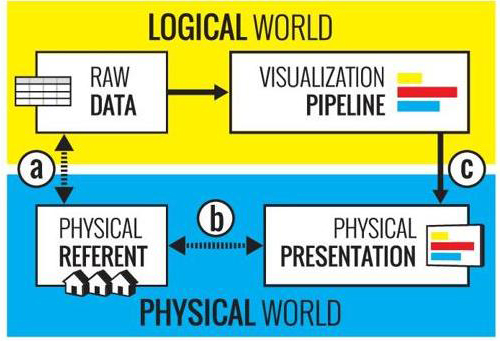 LOGICAL WORLD
RAW
DATA
VISUALIZATION
PIPELINE
a
c
PHYSICAL
REFERENT
b
PHYSICAL
PRESENTATION
PHYSICAL WORLD